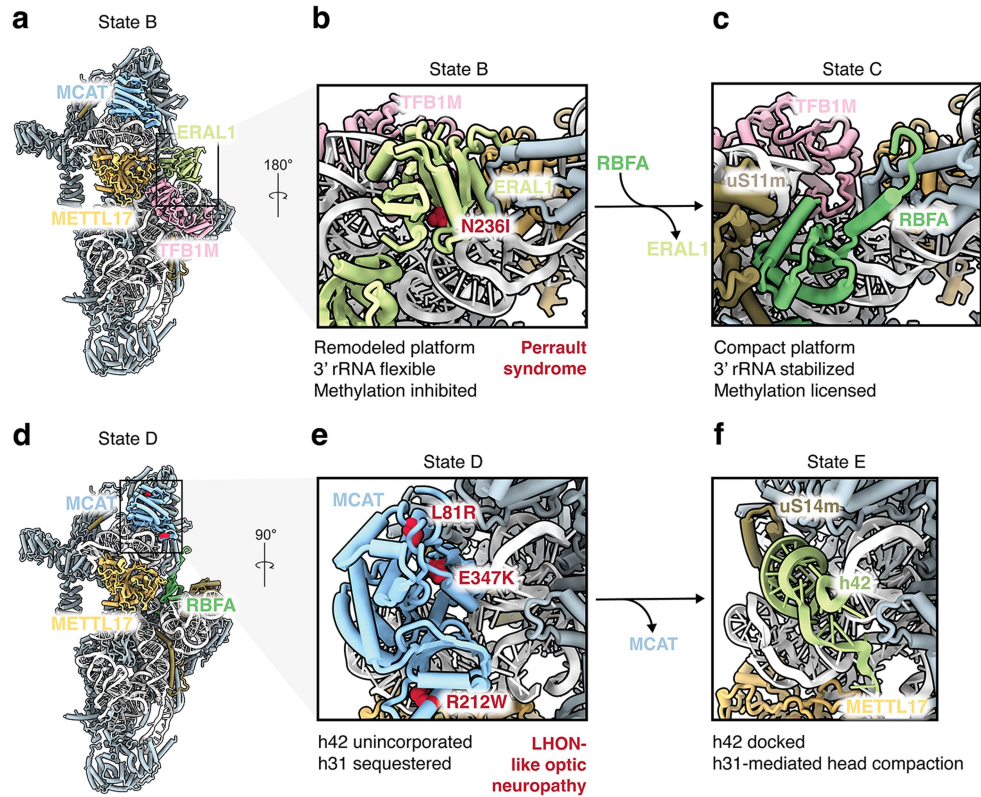 a
State B
MCAT
ERAL1
METTL17
TFB1M
180°
b
State B
TFB1M
ERAL1
N236I
Remodeled platform
3’ rRNA flexible
Methylation inhibited
Perrault
syndrome
RBFA
ERAL1
c
State C
TFB1M
uS11m
RBFA
Compact platform
3’ rRNA stabilized
Methylation licensed
d
State D
MCAT
RBFA
METTL17
90°
e
State D
MCAT
L81R
E347K
R212W
h42 unincorporated
h31 sequestered
LHON-
like optic
neuropathy
MCAT
f
State E
uS14m
h42
METTL17
h42 docked
h31-mediated head compaction